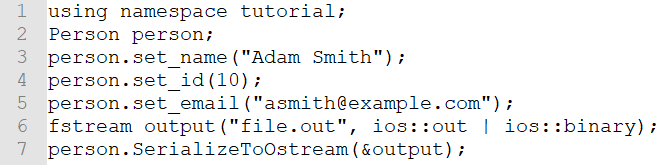 1 using namespace tutorial;
2 Person person;
3 person.set_name("Adam Smith");
4 person.set_id(10);
5 person.set_email("asmith@example.com");
6 fstream output("file.out", ios::out | ios::binary);
7 person.SerializeToOstream(&output);